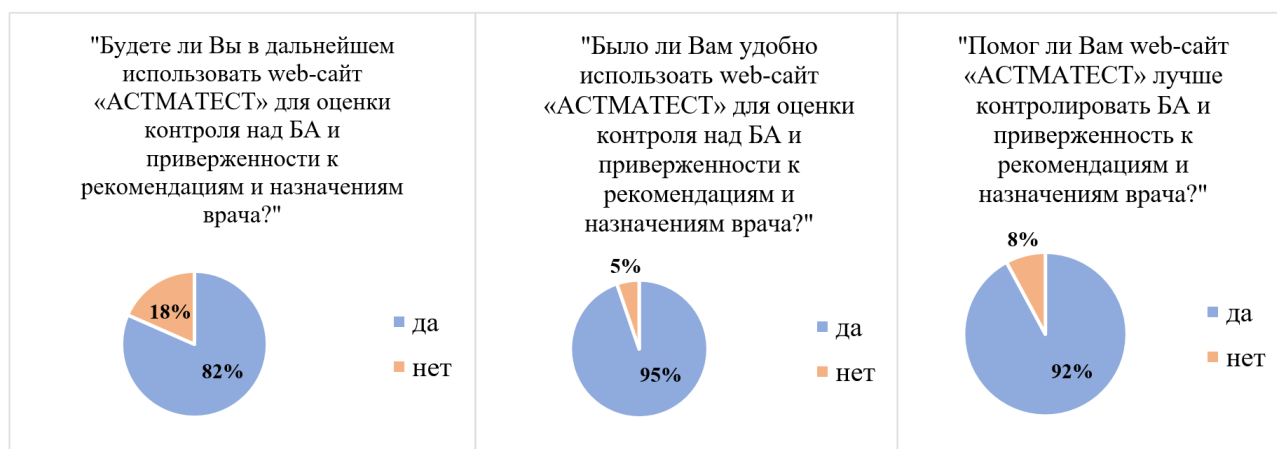 "Будете ли Вы в дальнейшем
использовать web-сайт
«АСТМАТЕСТ» для оценки
контроля над БА и
приверженности к
рекомендациям и назначениям
врача?"
18%
82%
да
нет
"Было ли Вам удобно
использоать web-сайт
«АСТМАТЕСТ» для оценки
контроля над БА и
приверженности к
рекомендациям и
назначениям врача?"
5%
95%
да
нет
"Помог ли Вам web-сайт
«АСТМАТЕСТ» лучше
контролировать БА и
приверженность к
рекомендациям и
назначениям врача?"
8%
92%
да
нет